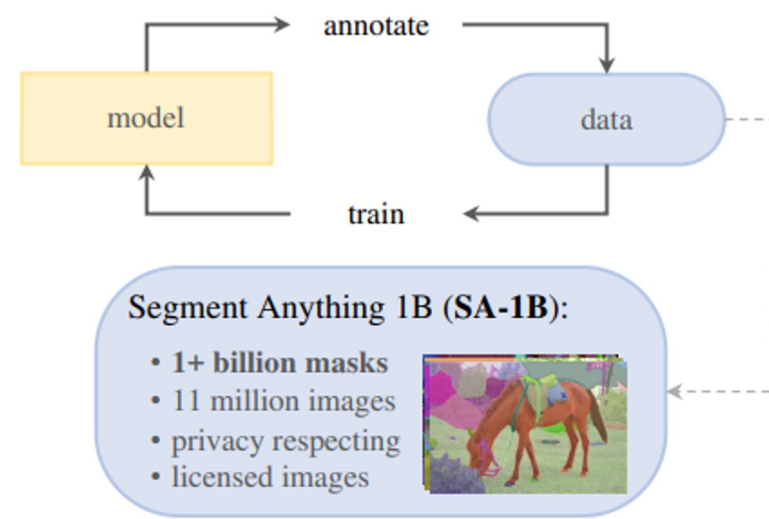 annotate
model
data
train
Segment Anything 1B (SA-1B):
• 1+ billion masks
• 11 million images
• privacy respecting
• licensed images